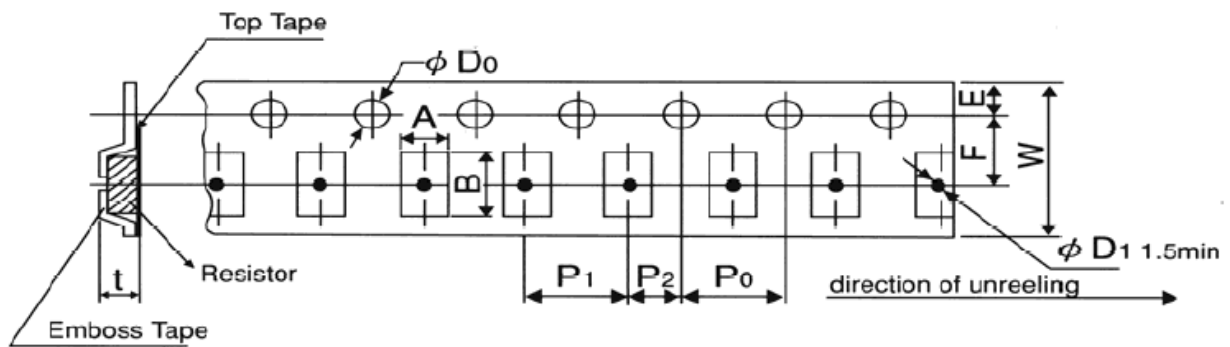 Top Tape
φ D0
A
B
E
F
W
φ D1 1.5min
P1
P2
P0
direction of unreeling
t
Resistor
Emboss Tape